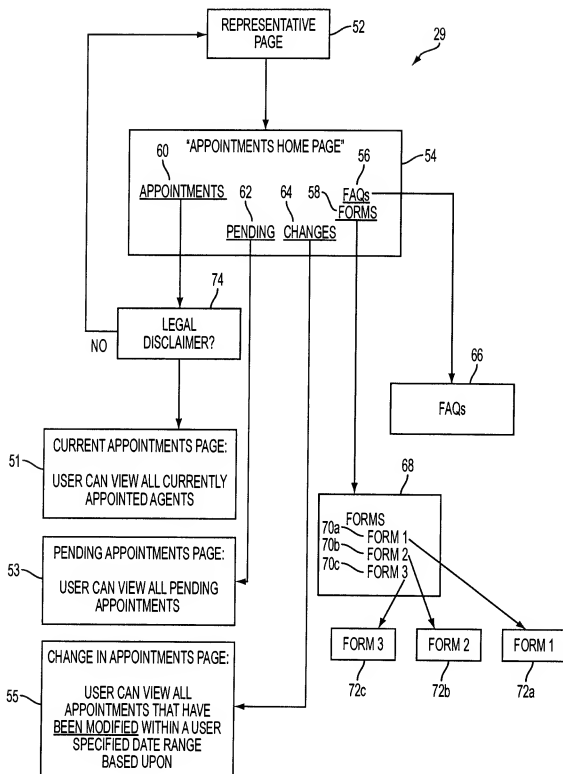 REPRESENTATIVE
PAGE
52
29
"APPOINTMENTS HOME PAGE"
54
60
56
APPOINTMENTS
FAQs
62
64
58
FORMS
PENDING
CHANGES
74
LEGAL
DISCLAIMER?
NO
66
FAQs
51
CURRENT APPOINTMENTS PAGE:
USER CAN VIEW ALL CURRENTLY
APPOINTED AGENTS
68
FORMS
70a
FORM 1
70b
FORM 2
70c
FORM 3
53
PENDING APPOINTMENTS PAGE:
USER CAN VIEW ALL PENDING
APPOINTMENTS
FORM 3
FORM 2
FORM 1
72c
72b
72a
55
CHANGE IN APPOINTMENTS PAGE:
USER CAN VIEW ALL
APPOINTMENTS THAT HAVE
BEEN MODIFIED WITHIN A USER
SPECIFIED DATE RANGE
BASED UPON